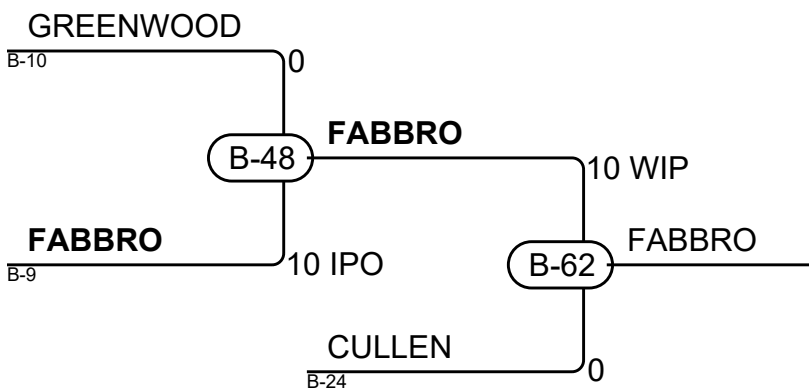 GREENWOOD
B-10
0
FABBRO
B-48
10 WIP
FABBRO
B-9
10 IPO
FABBRO
B-62
CULLEN
B-24
0